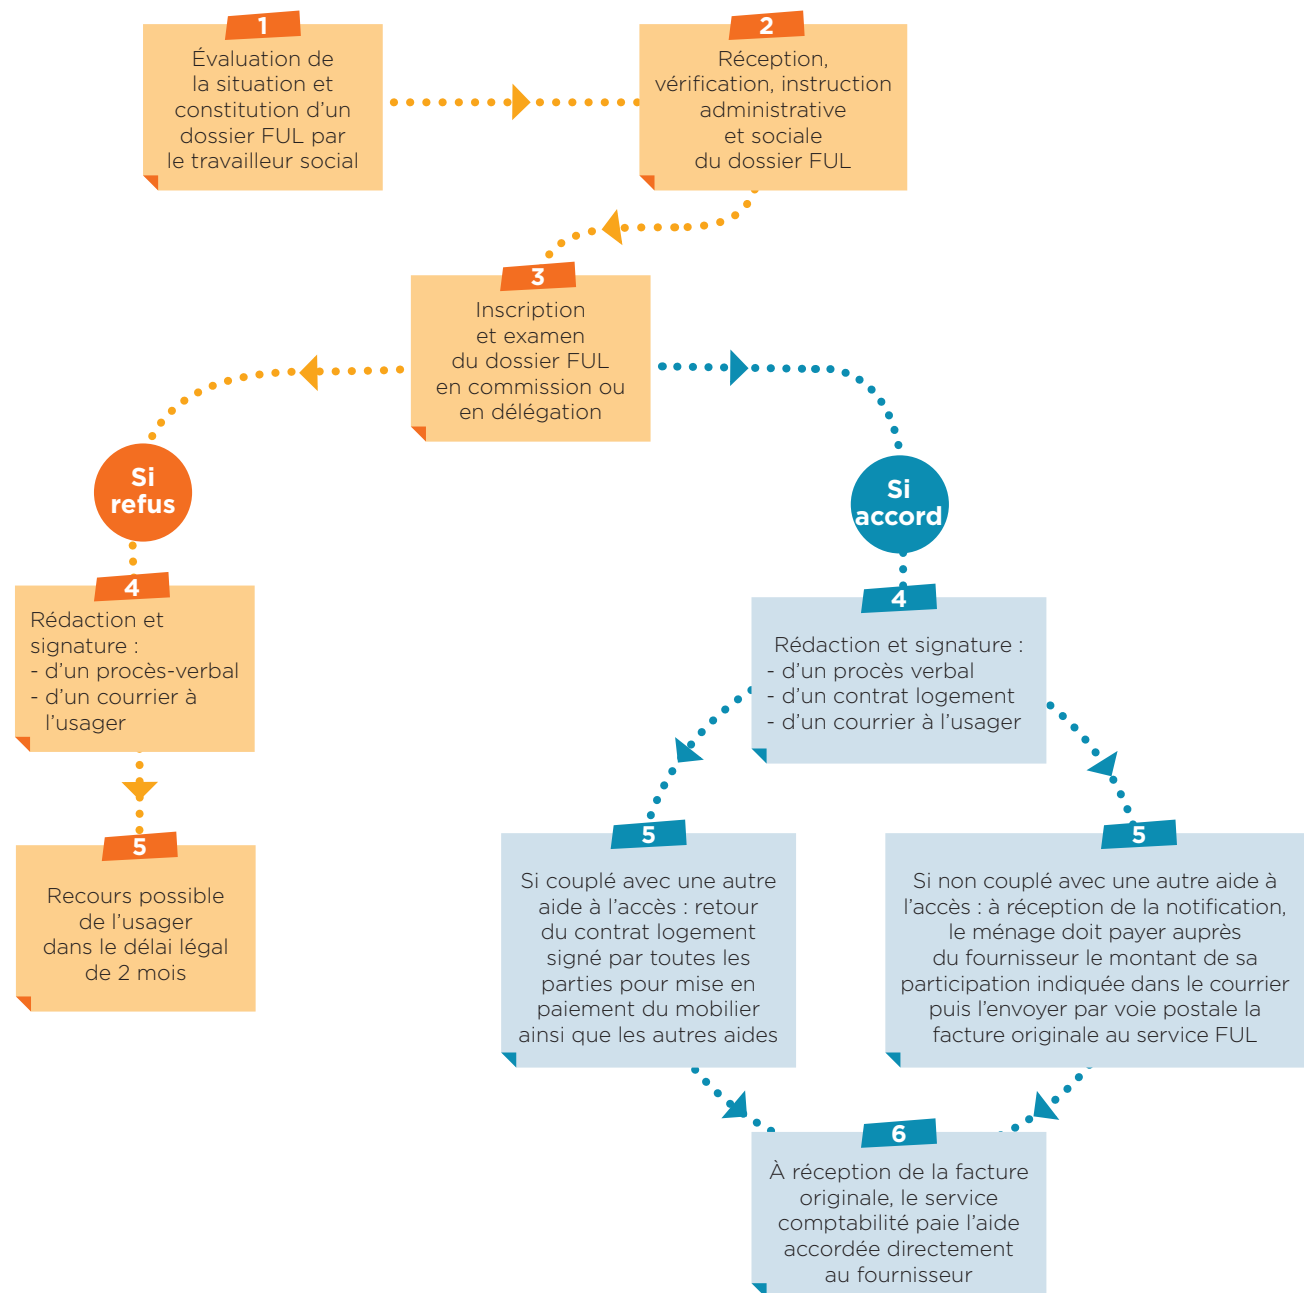 1
Évaluation de
la situation et
constitution d’un
dossier FUL par
le travailleur social
2
Réception,
vérification, instruction
administrative
et sociale
du dossier FUL
3
Inscription
et examen
du dossier FUL
en commission ou
en délégation
Si
refus
4
Rédaction et
signature :
- d’un procès-verbal
- d’un courrier à
l’usager
5
Recours possible
de l’usager
dans le délai légal
de 2 mois
Si
accord
4
Rédaction et signature :
- d’un procès verbal
- d’un contrat logement
- d’un courrier à l’usager
5
Si couplé avec une autre
aide à l’accès : retour
du contrat logement
signé par toutes les
parties pour mise en
paiement du mobilier
ainsi que les autres aides
5
Si non couplé avec une autre aide à
l’accès : à réception de la notification,
le ménage doit payer auprès
du fournisseur le montant de sa
participation indiquée dans le courrier
puis l’envoyer par voie postale la
facture originale au service FUL
6
À réception de la facture
originale, le service
comptabilité paie l’aide
accordée directement
au fournisseur